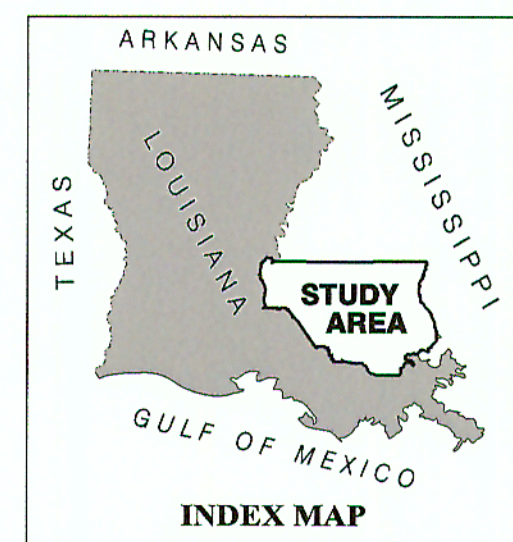 ARKANSAS
MISSISSIPPI
LOUISIANA
TEXAS
STUDY
AREA
GULF OF MEXICO
INDEX MAP